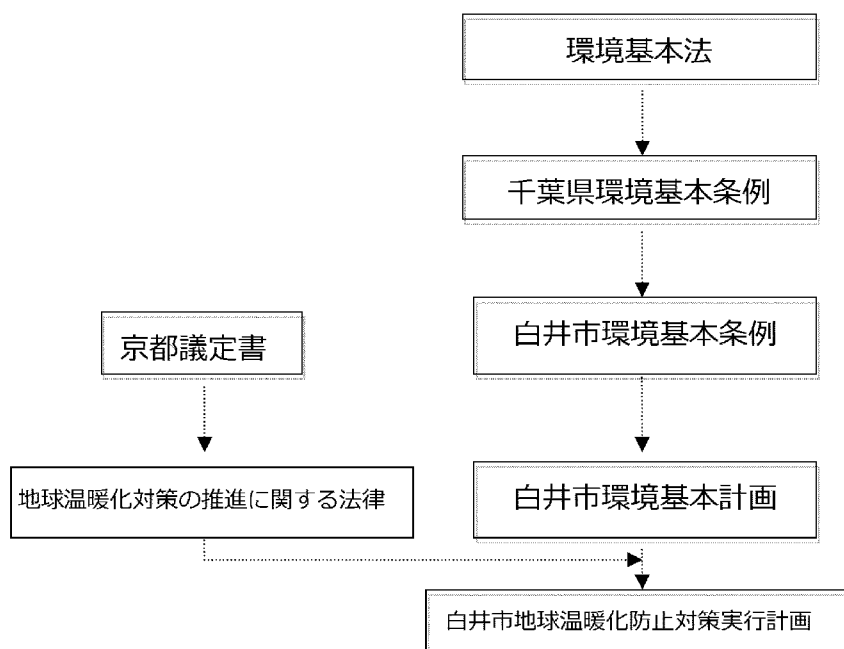 環境基本法
千葉県環境基本条例
白井市環境基本条例
京都議定書
地球温暖化対策の推進に関する法律
白井市環境基本計画
白井市地球温暖化防止対策実行計画